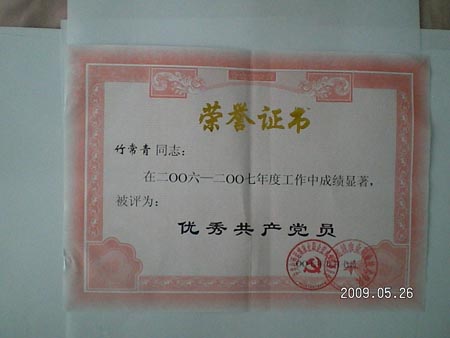 荣誉证书
竹常青 同志:
在二OO六—二OO七年度工作中成绩显著,
被评为:
优秀共产党员
2009.05.26